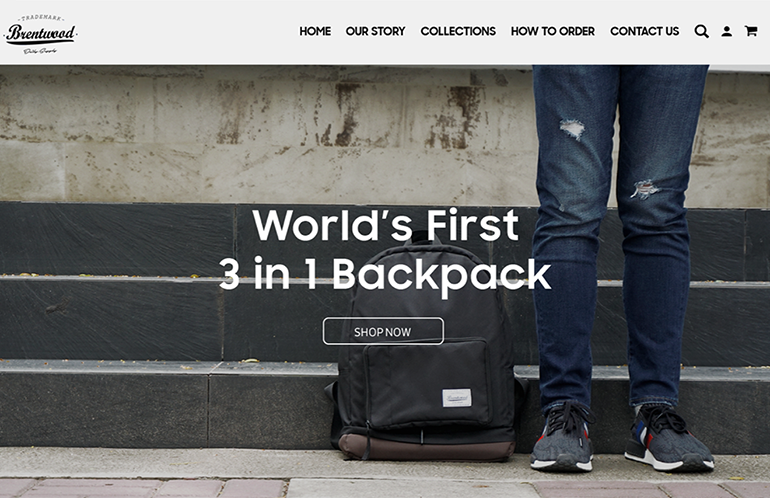 TRADEMARK
Brentwood
HOME
OUR STORY
COLLECTIONS
HOW TO ORDER
CONTACT US
World's First
3 in 1 Backpack
SHOP NOW
Brentwood